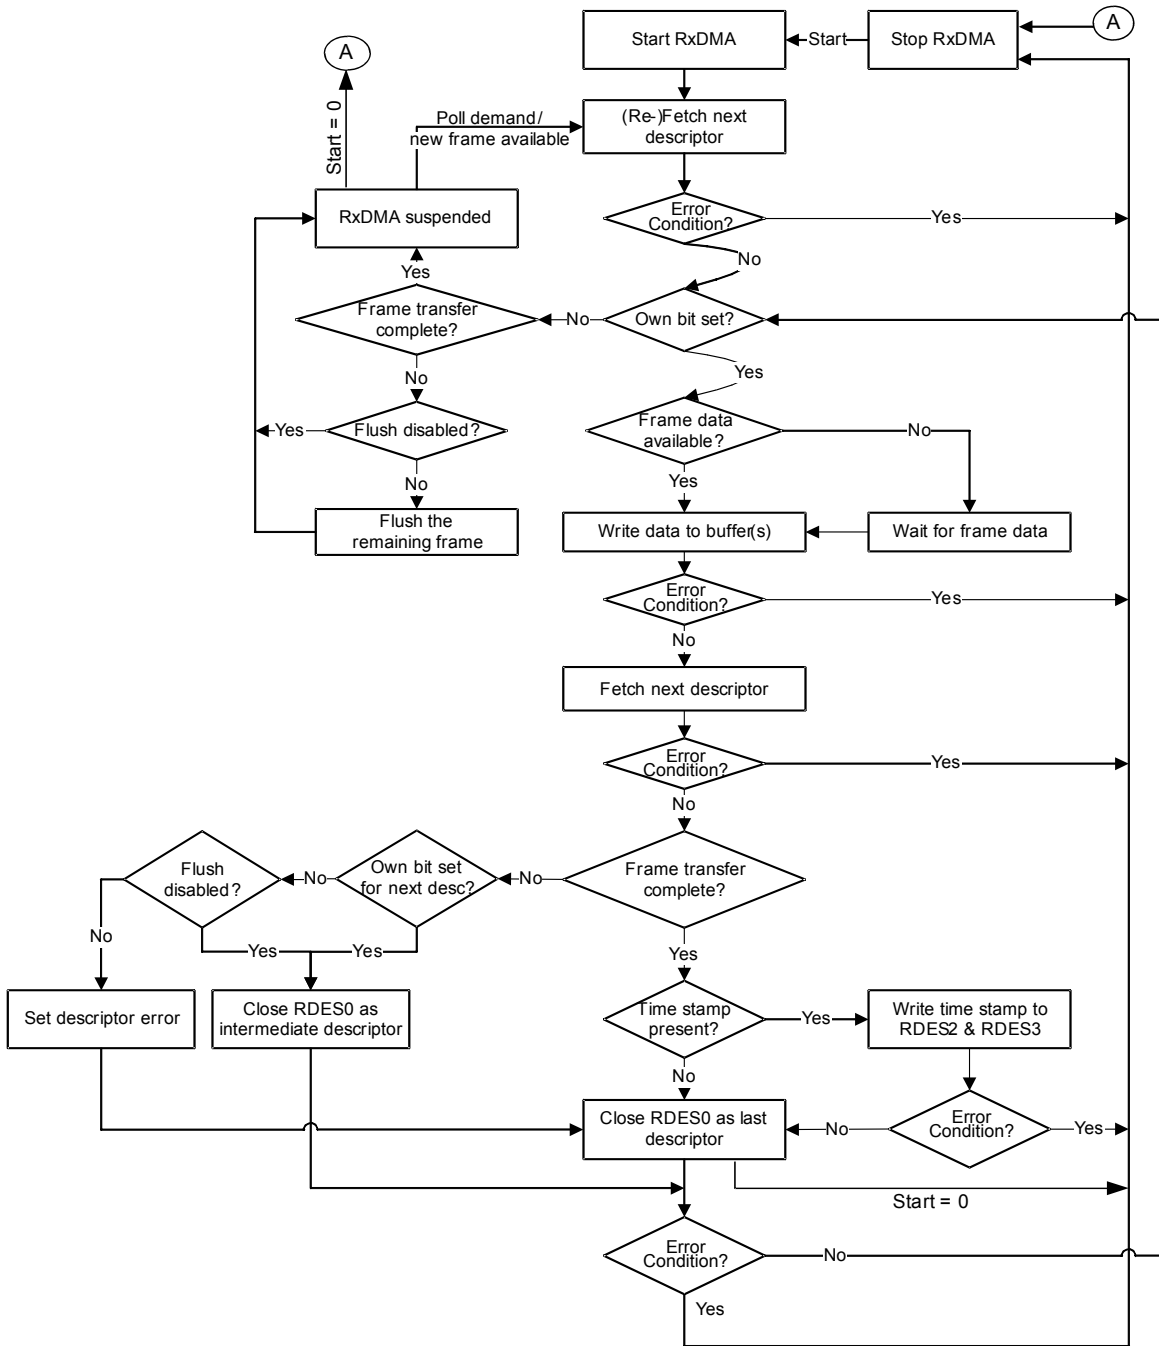 Start RxDMA
Start
Stop RxDMA
A
A
Start = 0
Poll demand/
new frame available
(Re-)Fetch next
descriptor
RxDMA suspended
Error
Condition?
Yes
No
Yes
Frame transfer
complete?
No
Own bit set?
No
Yes
Flush disabled?
Yes
Frame data
available?
No
No
Yes
Flush the
remaining frame
Write data to buffer(s)
Wait for frame data
Error
Condition?
Yes
No
Fetch next descriptor
Error
Condition?
Yes
No
Flush
disabled?
No
Own bit set
for next desc?
No
Frame transfer
complete?
No
Yes
Yes
Yes
Set descriptor error
Close RDES0 as
intermediate descriptor
Time stamp
present?
Yes
Write time stamp to
RDES2 & RDES3
No
Close RDES0 as last
descriptor
No
Error
Condition?
Yes
Start = 0
Error
Condition?
No
Yes